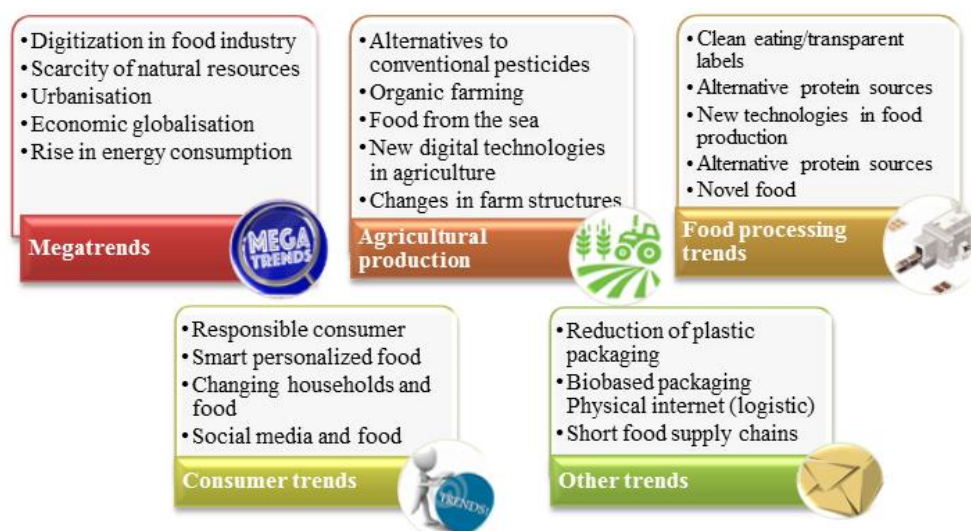 • Digitization in food industry
• Scarcity of natural resources
• Urbanisation
• Economic globalisation
• Rise in energy consumption
Megatrends
MEGA
TRENDS
• Alternatives to
conventional pesticides
• Organic farming
• Food from the sea
• New digital technologies
in agriculture
• Changes in farm structures
Agricultural
production
• Clean eating/transparent
labels
• Alternative protein sources
• New technologies in food
production
• Alternative protein sources
• Novel food
Food processing
trends
• Responsible consumer
• Smart personalized food
• Changing households and
food
• Social media and food
Consumer trends
TRENDS!
• Reduction of plastic
packaging
• Biobased packaging
Physical internet (logistic)
• Short food supply chains
Other trends